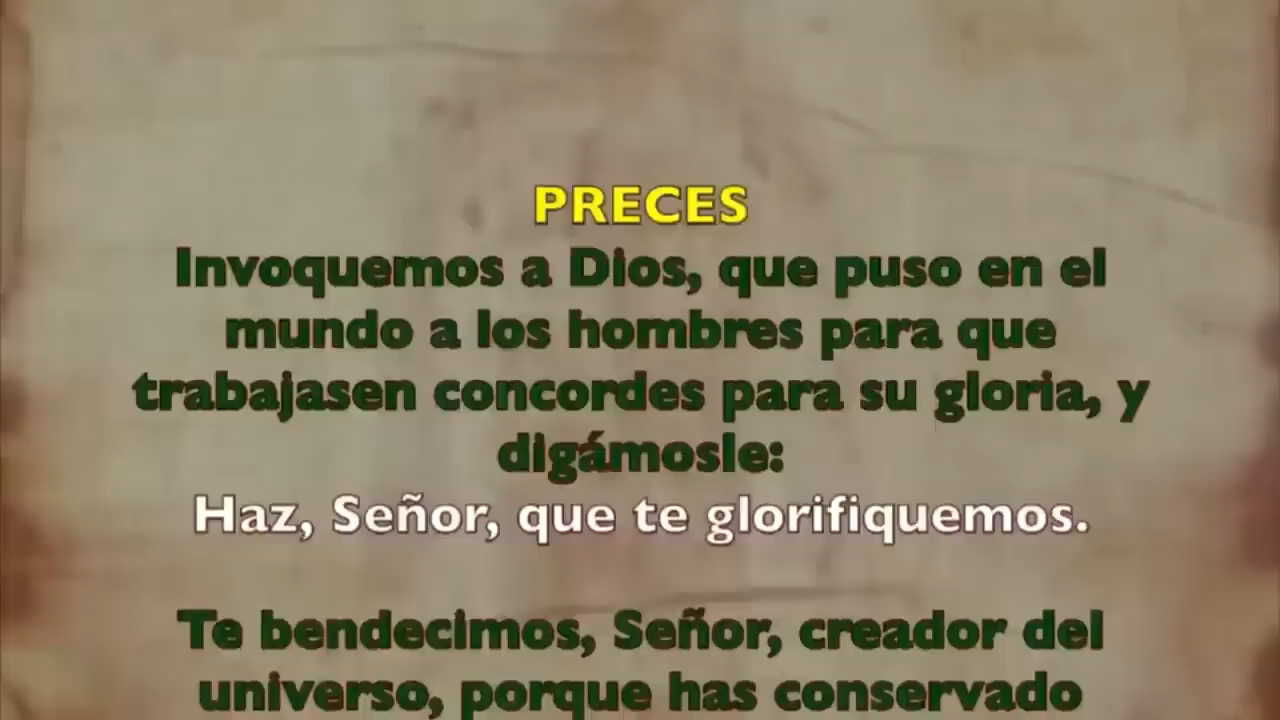 PRECES
Invoquemos a Dios, que puso en el
mundo a los hombres para que
trabajasen concordes para su gloria, y
digámosle:
Haz, Señor, que te glorifiquemos.
Te bendecimos, Señor, creador del
universo, porque has conservado